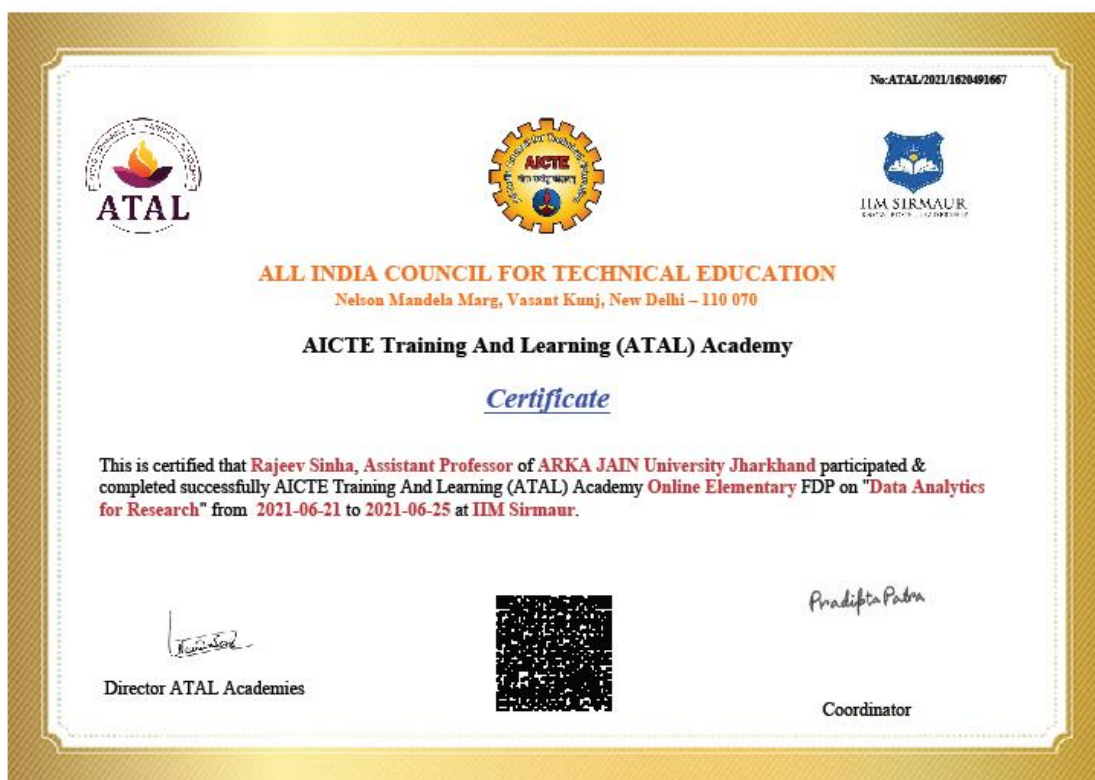 No:ATAL/2021/1620491667
ATAL
AICTE
IIM SIRMAUR
ALL INDIA COUNCIL FOR TECHNICAL EDUCATION
Nelson Mandela Marg, Vasant Kunj, New Delhi – 110 070
AICTE Training And Learning (ATAL) Academy
Certificate
This is certified that Rajeev Sinha, Assistant Professor of ARKA JAIN University Jharkhand participated &
completed successfully AICTE Training And Learning (ATAL) Academy Online Elementary FDP on "Data Analytics
for Research" from 2021-06-21 to 2021-06-25 at IIM Sirmaur.
Pradipta Patra
Director ATAL Academies
Coordinator